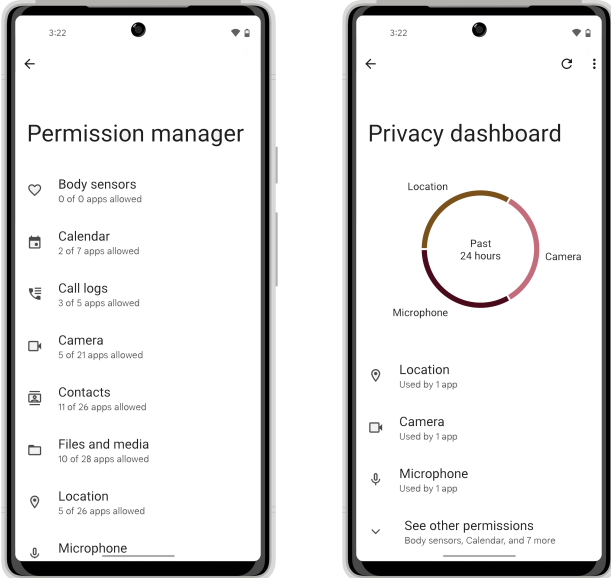 3:22
Permission manager
Body sensors
0 of 0 apps allowed
Calendar
2 of 7 apps allowed
Call logs
3 of 5 apps allowed
Camera
5 of 21 apps allowed
Contacts
11 of 26 apps allowed
Files and media
10 of 28 apps allowed
Location
5 of 26 apps allowed
Microphone
3:22
Privacy dashboard
Location
Past
24 hours
Camera
Microphone
Location
Used by 1 app
Camera
Used by 1 app
Microphone
Used by 1 app
See other permissions
Body sensors, Calendar, and 7 more